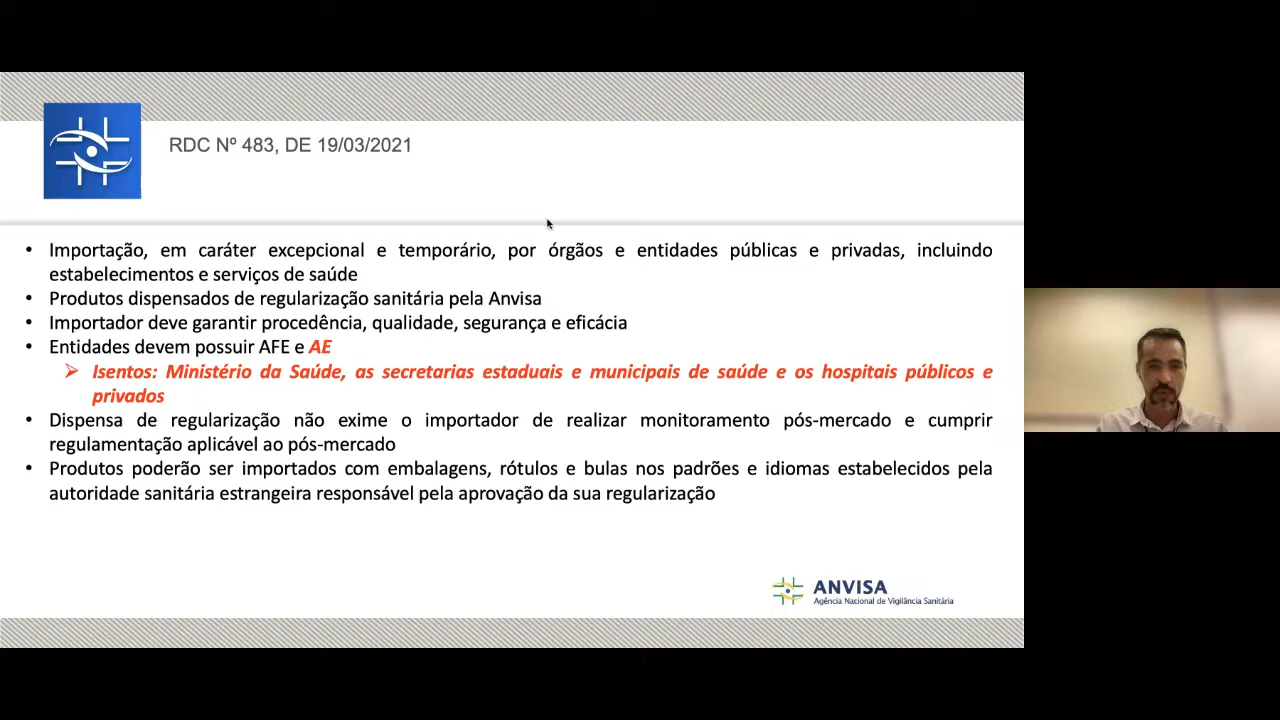 RDC Nº 483, DE 19/03/2021
• Importação, em caráter excepcional e temporário, por órgãos e entidades públicas e privadas, incluindo
estabelecimentos e serviços de saúde
• Produtos dispensados de regularização sanitária pela Anvisa
• Importador deve garantir procedência, qualidade, segurança e eficácia
• Entidades devem possuir AFE e AE
➢ Isentos: Ministério da Saúde, as secretarias estaduais e municipais de saúde e os hospitais públicos e
privados
• Dispensa de regularização não exime o importador de realizar monitoramento pós-mercado e cumprir
regulamentação aplicável ao pós-mercado
• Produtos poderão ser importados com embalagens, rótulos e bulas nos padrões e idiomas estabelecidos pela
autoridade sanitária estrangeira responsável pela aprovação da sua regularização
ANVISA
Agência Nacional de Vigilância Sanitária